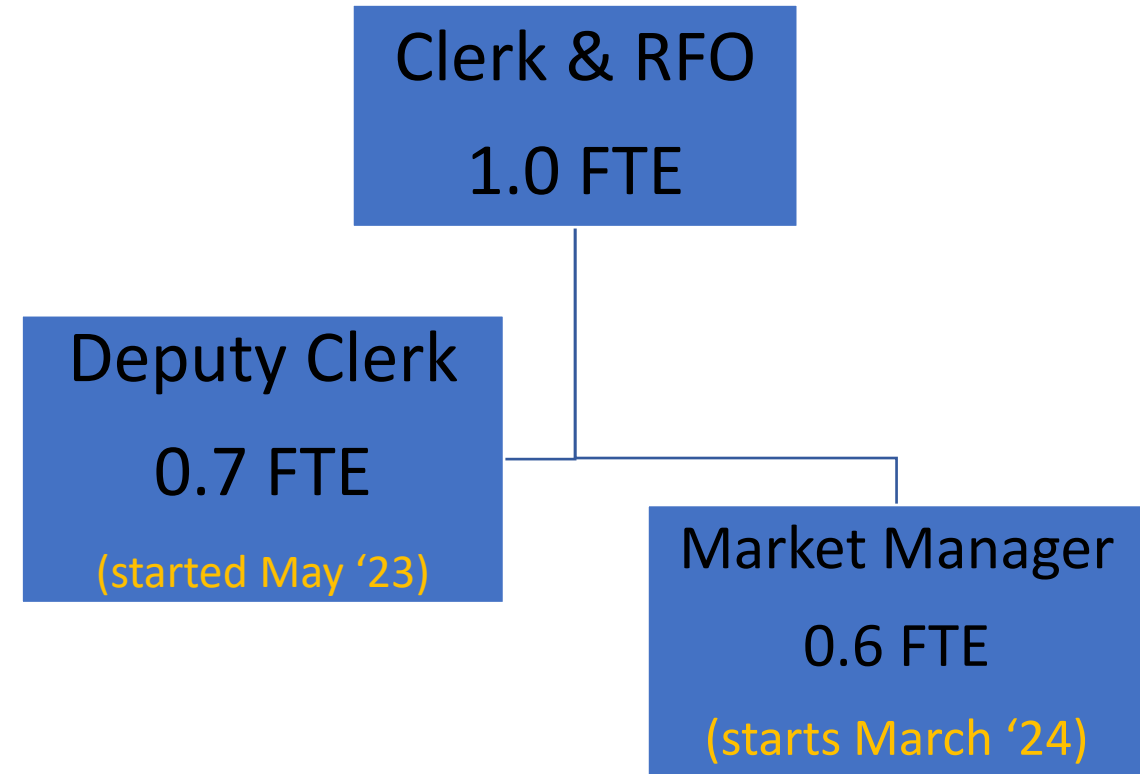 Clerk & RFO
1.0 FTE
Deputy Clerk
0.7 FTE
(started May ‘23)
Market Manager
0.6 FTE
(starts March ‘24)